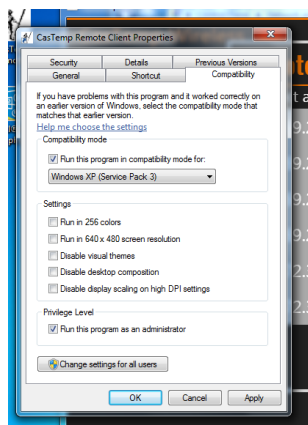 CasTemp Remote Client Properties
Security Details Previous Versions
General Shortcut Compatibility
If you have problems with this program and it worked correctly on
an earlier version of Windows, select the compatibility mode that
matches that earlier version.
Help me choose the settings
Compatibility mode
Run this program in compatibility mode for:
Windows XP (Service Pack 3)
Settings
Run in 256 colors
Run in 640 x 480 screen resolution
Disable visual themes
Disable desktop composition
Disable display scaling on high DPI settings
Privilege Level
Run this program as an administrator
Change settings for all users
OK Cancel Apply